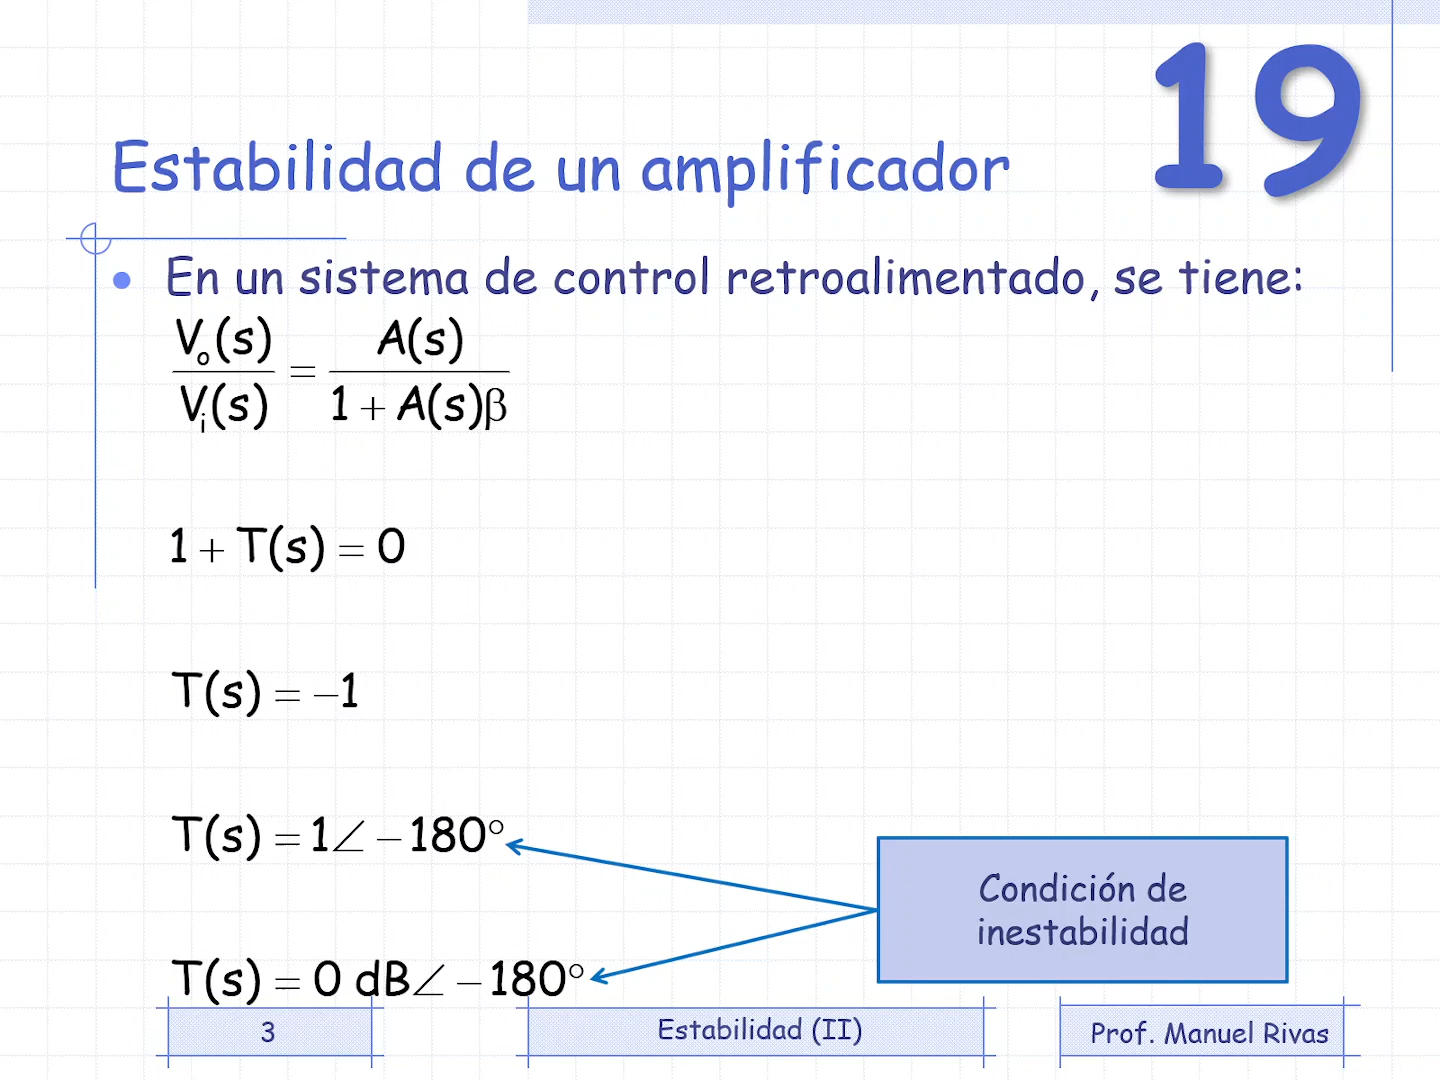 19
Estabilidad de un amplificador
• En un sistema de control retroalimentado, se tiene:
Vₒ(s) / Vᵢ(s) = A(s) / 1 + A(s)β
1 + T(s) = 0
T(s) = −1
T(s) = 1∠ − 180°
T(s) = 0 dB∠ − 180°
Condición de
inestabilidad
3
Estabilidad (II)
Prof. Manuel Rivas